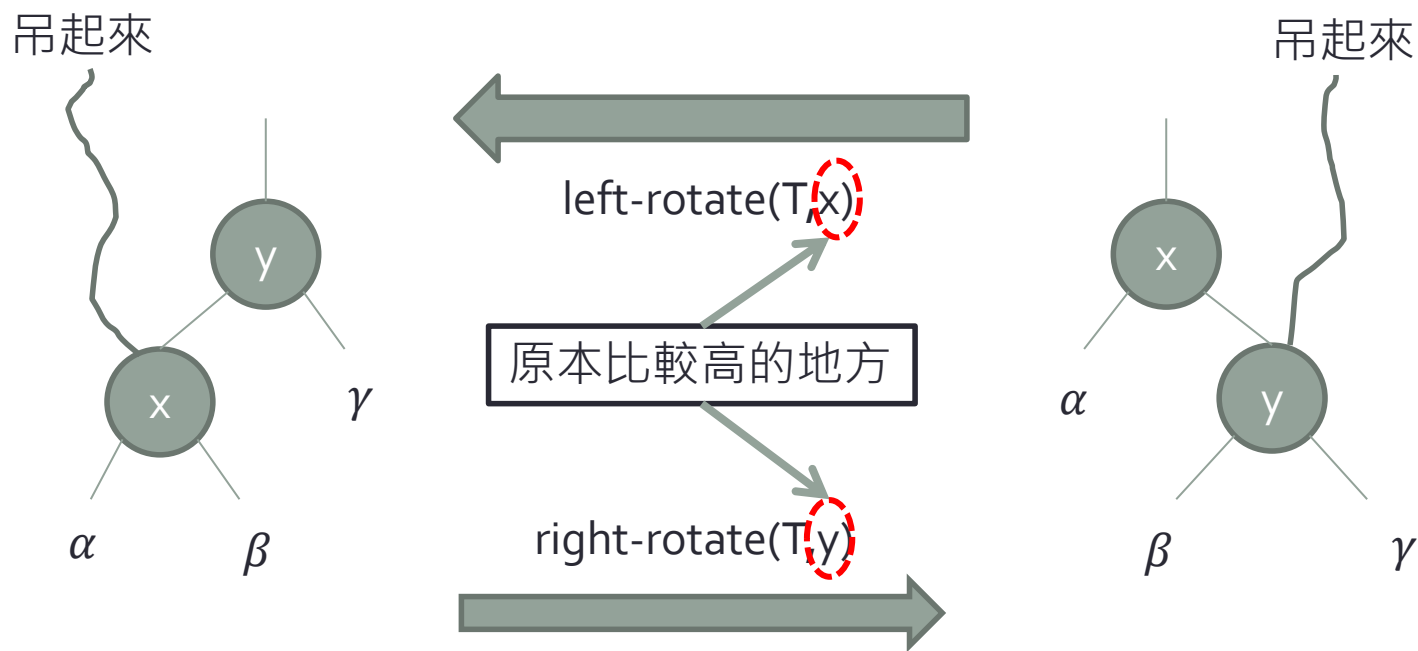 吊起來
吊起來
left-rotate(T,x)
y
x
原本比較高的地方
x
γ
α
y
α
β
right-rotate(T,y)
β
γ